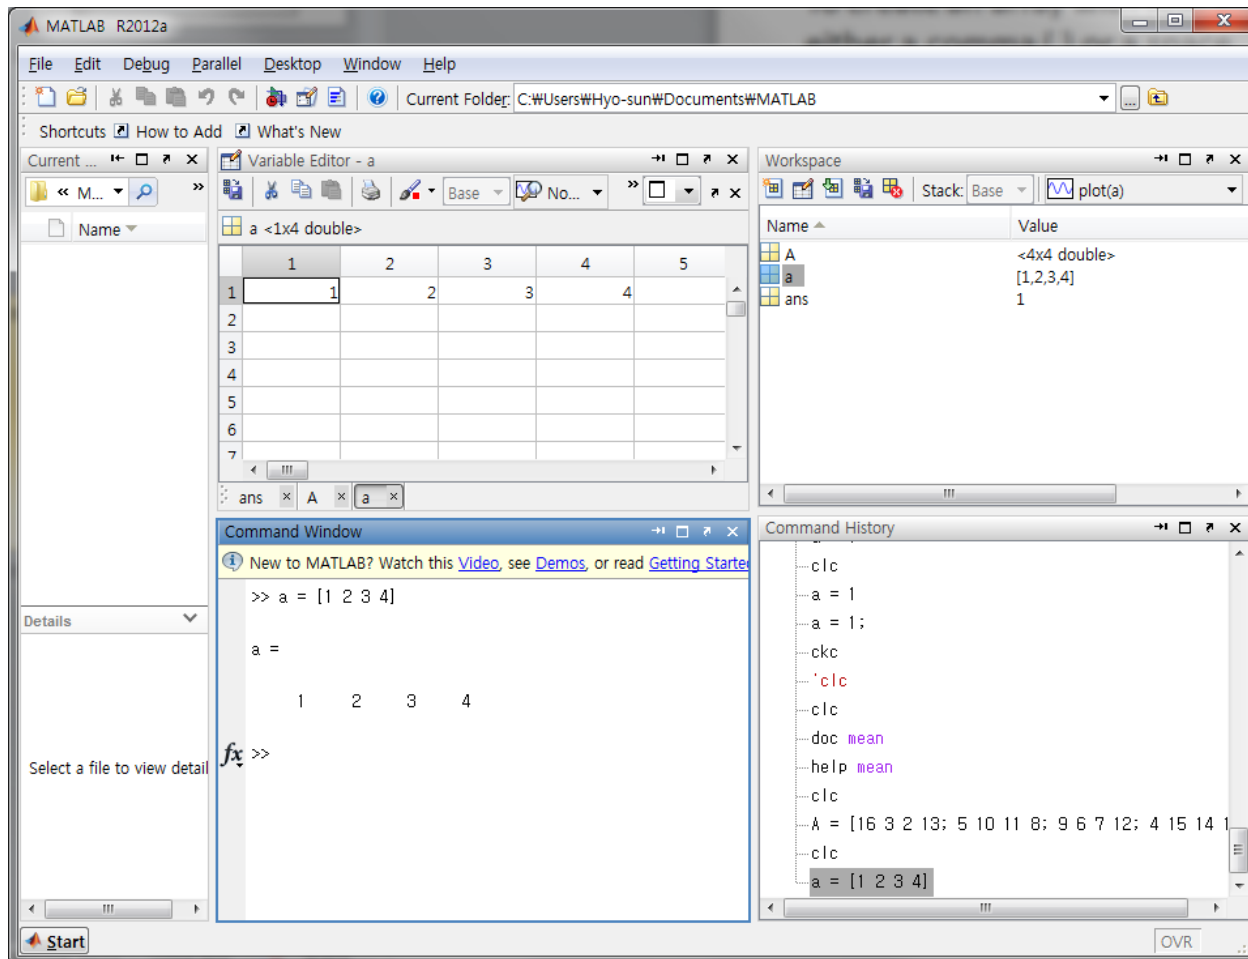 MATLAB R2012a
File Edit Debug Parallel Desktop Window Help
Current Folder: C:₩Users₩Hyo-sun₩Documents₩MATLAB
Shortcuts How to Add What's New
Current ...
« M... »
Name
Details
Select a file to view detail
Variable Editor - a
Base No... »
a <1x4 double>
1 2 3 4 5
1 1 2 3 4
2
3
4
5
6
7
ans A a
Command Window
New to MATLAB? Watch this Video, see Demos, or read Getting Starte
>> a = [1 2 3 4]
a =
1 2 3 4
fx >>
Workspace
Stack: Base plot(a)
Name Value
A <4x4 double>
a [1,2,3,4]
ans 1
Command History
clc
a = 1
a = 1;
ckc
'clc
clc
doc mean
help mean
clc
A = [16 3 2 13; 5 10 11 8; 9 6 7 12; 4 15 14 1
clc
a = [1 2 3 4]
Start
OVR